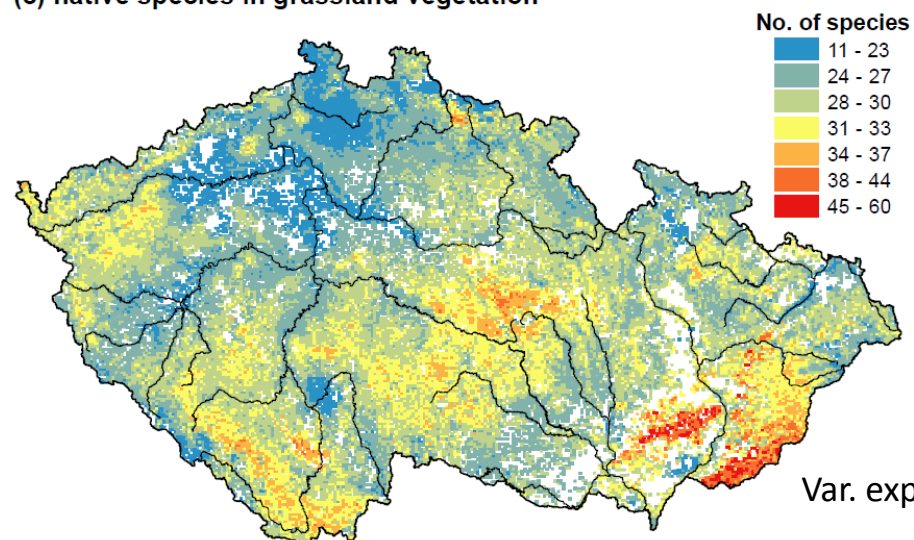 (c) native species in grassland vegetation
No. of species
11 - 23
24 - 27
28 - 30
31 - 33
34 - 37
38 - 44
45 - 60
Var. exp